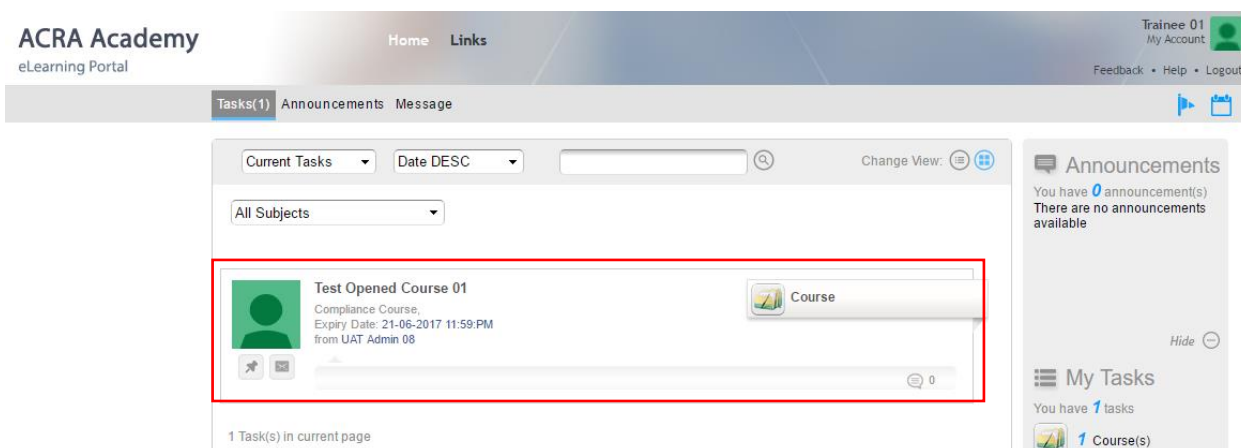 ACRA Academy
eLearning Portal
Home Links
Trainee 01
My Account
Feedback • Help • Logout
Tasks(1) Announcements Message
Current Tasks
Date DESC
Change View:
All Subjects
Test Opened Course 01
Compliance Course,
Expiry Date: 21-06-2017 11:59:PM
from UAT Admin 08
Course
0
1 Task(s) in current page
Announcements
You have 0 announcement(s)
There are no announcements
available
Hide
My Tasks
You have 1 tasks
1 Course(s)